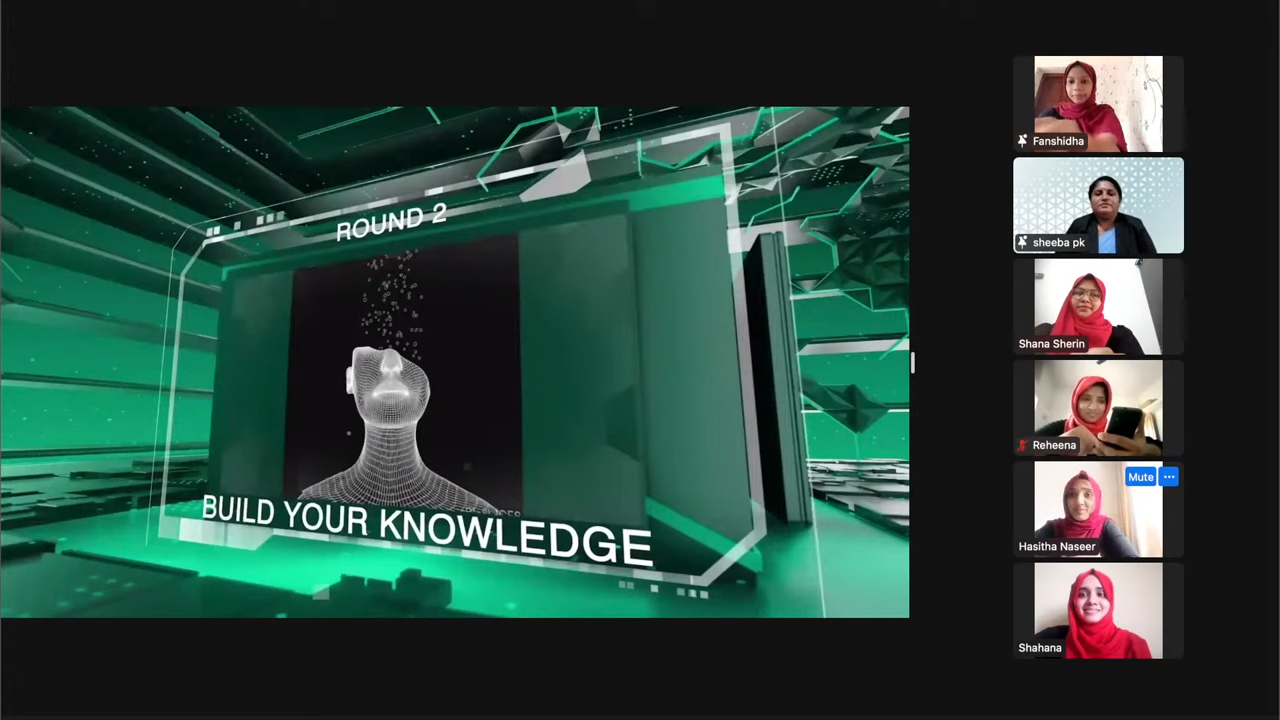 ROUND 2
BUILD YOUR KNOWLEDGE
Fanshidha
sheeba pk
Shana Sherin
Reheena
Mute
Hasitha Naseer
Shahana